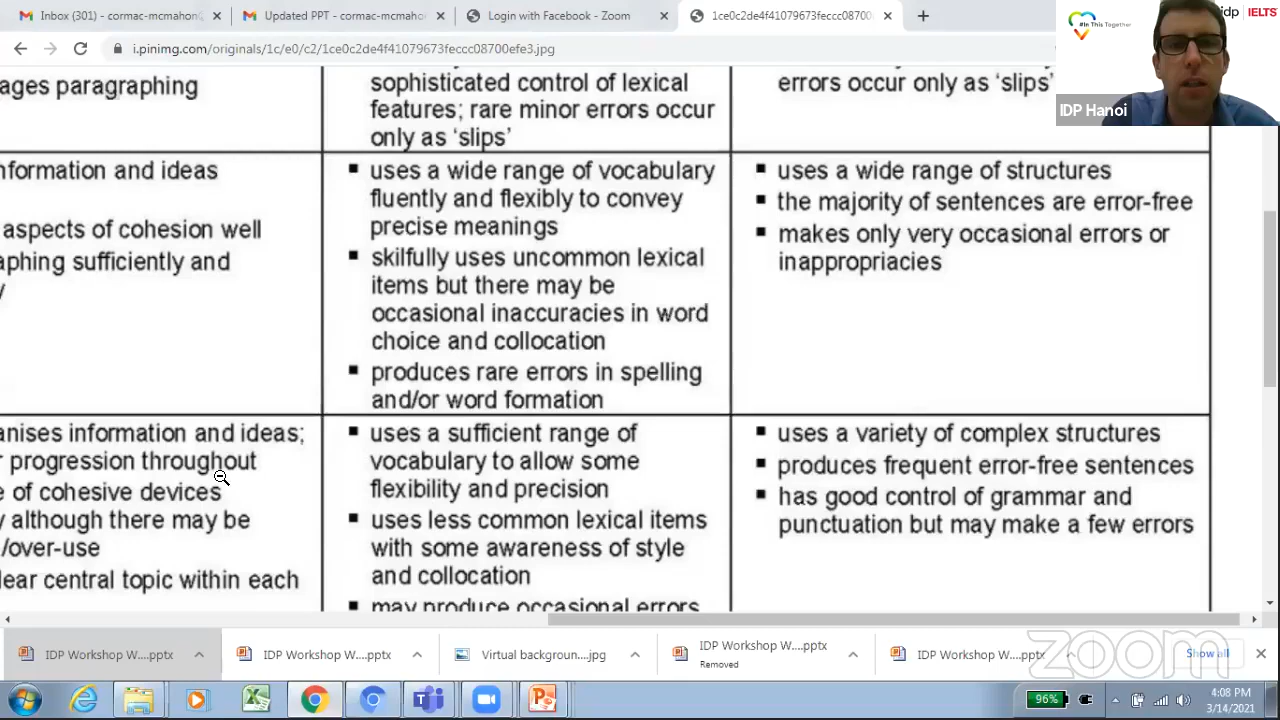 Inbox (301) - cormac-mcmahon
Updated PPT - cormac-mcmaho
Login with Facebook - Zoom
1ce0c2de4f41079673feccc08700
i.pinimg.com/originals/1c/e0/c2/1ce0c2de4f41079673feccc08700efe3.jpg
#In This Together
idp IELTS
IDP Hanoi
ages paragraphing
sophisticated control of lexical
features; rare minor errors occur
only as ‘slips’
errors occur only as ‘slips’
nformation and ideas
aspects of cohesion well
aphing sufficiently and
y
uses a wide range of vocabulary
fluently and flexibly to convey
precise meanings
skilfully uses uncommon lexical
items but there may be
occasional inaccuracies in word
choice and collocation
produces rare errors in spelling
and/or word formation
uses a wide range of structures
the majority of sentences are error-free
makes only very occasional errors or
inappropriacies
anises information and ideas;
r progression throughout
e of cohesive devices
y although there may be
/over-use
lear central topic within each
uses a sufficient range of
vocabulary to allow some
flexibility and precision
uses less common lexical items
with some awareness of style
and collocation
may produce occasional errors
uses a variety of complex structures
produces frequent error-free sentences
has good control of grammar and
punctuation but may make a few errors
IDP Workshop W....pptx
IDP Workshop W....pptx
Virtual backgroun....jpg
IDP Workshop W....pptx
Removed
IDP Workshop W....pptx
Show all
zoom
96%
4:08 PM
3/14/2021